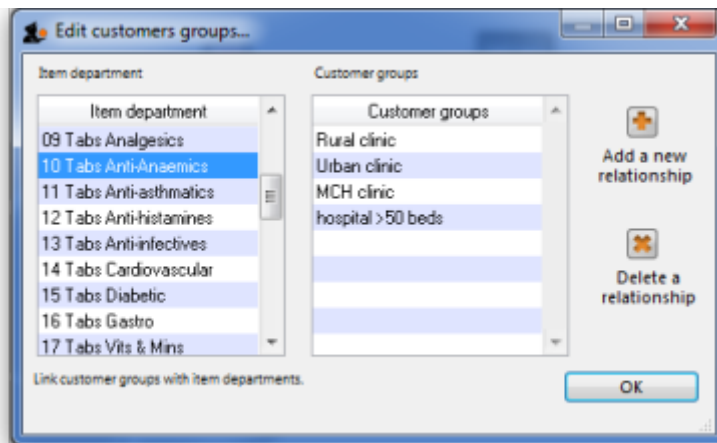 Edit customers groups...
Item department
Customer groups
Item department
09 Tabs Analgesics
10 Tabs Anti-Anaemics
11 Tabs Anti-asthmatics
12 Tabs Anti-histamines
13 Tabs Anti-infectives
14 Tabs Cardiovascular
15 Tabs Diabetic
16 Tabs Gastro
17 Tabs Vits & Mins
Customer groups
Rural clinic
Urban clinic
MCH clinic
hospital >50 beds
Add a new
relationship
Delete a
relationship
Link customer groups with item departments.
OK